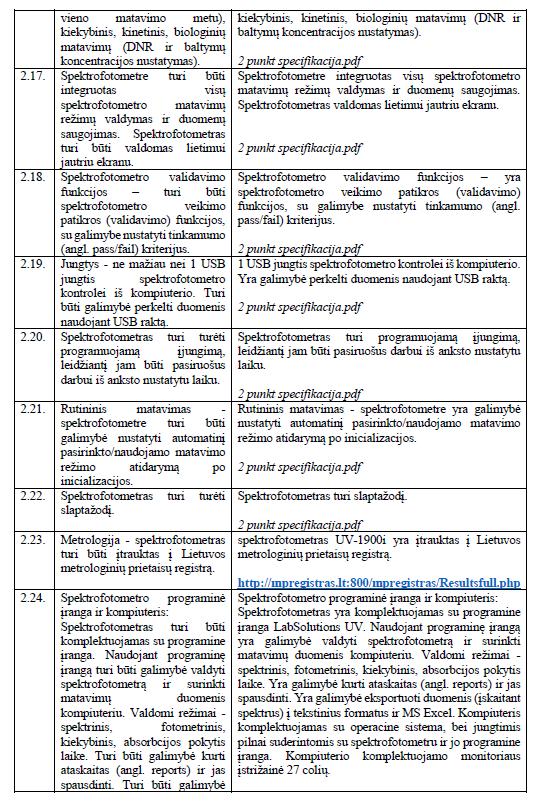 vieno matavimo metu),
kiekybinis, kinetinis, biologinių
matavimų (DNR ir baltymų
koncentracijos nustatymas).
kiekybinis, kinetinis, biologinių matavimų (DNR ir
baltymų koncentracijos nustatymas).
2 punkt specifikacija.pdf
2.17.
Spektrofotometre turi būti
integruotas visų
spektrofotometro matavimų
režimų valdymas ir duomenų
saugojimas. Spektrofotometras
turi būti valdomas lietimui
jautriu ekranu.
Spektrofotometre integruotas visų spektrofotometro
matavimų režimų valdymas ir duomenų saugojimas.
Spektrofotometras valdomas lietimui jautriu ekranu.
2 punkt specifikacija.pdf
2.18.
Spektrofotometro validavimo
funkcijos – turi būti
spektrofotometro veikimo
patikros (validavimo) funkcijos,
su galimybe nustatyti tinkamumo
(angl. pass/fail) kriterijus.
Spektrofotometro validavimo funkcijos – yra
spektrofotometro veikimo patikros (validavimo)
funkcijos, su galimybe nustatyti tinkamumo (angl.
pass/fail) kriterijus.
2 punkt specifikacija.pdf
2.19.
Jungtys - ne mažiau nei 1 USB
jungtis spektrofotometro
kontrolei iš kompiuterio. Turi
būti galimybė perkelti duomenis
naudojant USB raktą.
1 USB jungtis spektrofotometro kontrolei iš kompiuterio.
Yra galimybė perkelti duomenis naudojant USB raktą.
2 punkt specifikacija.pdf
2.20.
Spektrofotometras turi turėti
programuojamą įjungimą,
leidžiantį jam būti pasiruošus
darbui iš anksto nustatytu laiku.
Spektrofotometras turi programuojamą įjungimą,
leidžiantį jam būti pasiruošus darbui iš anksto nustatytu
laiku.
2 punkt specifikacija.pdf
2.21.
Rutininis matavimas -
spektrofotometre turi būti
galimybė nustatyti automatinį
pasirinkto/naudojamo matavimo
režimo atidarymą po
inicializacijos.
Rutininis matavimas - spektrofotometre yra galimybė
nustatyti automatinį pasirinkto/naudojamo matavimo
režimo atidarymą po inicializacijos.
2 punkt specifikacija.pdf
2.22.
Spektrofotometras turi turėti
slaptažodį.
Spektrofotometras turi slaptažodį.
2 punkt specifikacija.pdf
2.23.
Metrologija - spektrofotometras
turi būti įtrauktas į Lietuvos
metrologinių prietaisų registrą.
spektrofotometras UV-1900i yra įtrauktas į Lietuvos
metrologinių prietaisų registrą.
http://mpregistras.lt:800/mpregistras/Resultsfull.php
2.24.
Spektrofotometro programinė
įranga ir kompiuteris:
Spektrofotometras turi būti
komplektuojamas su programine
įranga. Naudojant programinę
įrangą turi būti galimybė valdyti
spektrofotometrą ir surinkti
matavimų duomenis
kompiuteriu. Valdomi režimai -
spektrinis, fotometrinis,
kiekybinis, absorbcijos pokytis
laike. Turi būti galimybė kurti
ataskaitas (angl. reports) ir jas
spausdinti. Turi būti galimybė
Spektrofotometro programinė įranga ir kompiuteris:
Spektrofotometras yra komplektuojamas su programine
įranga LabSolutions UV. Naudojant programinę įrangą
yra galimybė valdyti spektrofotometrą ir surinkti
matavimų duomenis kompiuteriu. Valdomi režimai -
spektrinis, fotometrinis, kiekybinis, absorbcijos pokytis
laike. Yra galimybė kurti ataskaitas (angl. reports) ir jas
spausdinti. Yra galimybė eksportuoti duomenis (įskaitant
spektrus) į tekstinius formatus ir MS Excel. Kompiuteris
komplektuojamas su operacine sistema, bei jungtimis
pilnai suderintomis su spektrofotometru ir jo programine
įranga. Kompiuterio komplektuojamo monitoriaus
įstrižainė 27 colių.